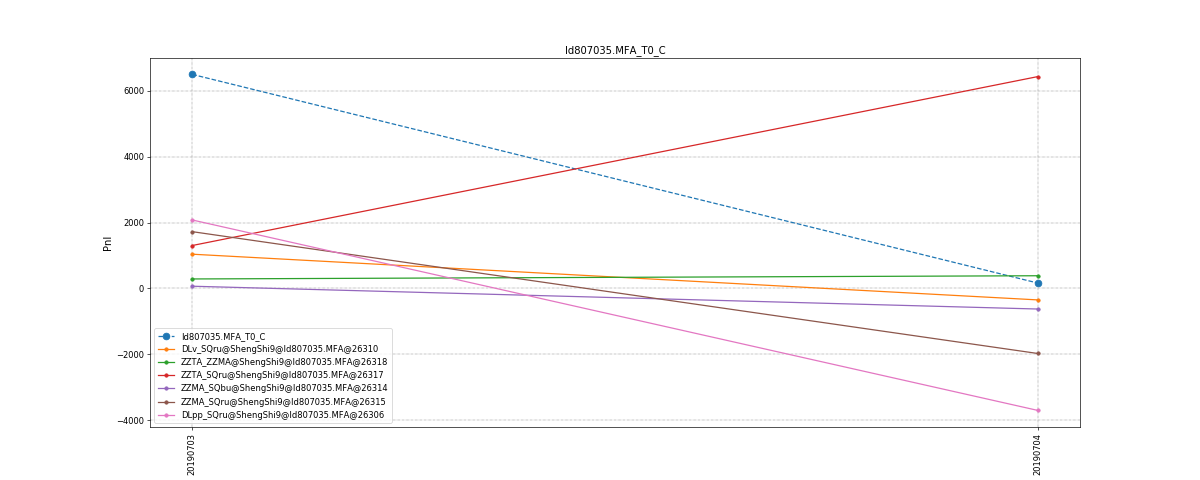 ld807035.MFA_T0_C
6000
4000
2000
0
−2000
−4000
Pnl
ld807035.MFA_T0_C
DLv_SQru@ShengShi9@ld807035.MFA@26310
ZZTA_ZZMA@ShengShi9@ld807035.MFA@26318
ZZTA_SQru@ShengShi9@ld807035.MFA@26317
ZZMA_SQbu@ShengShi9@ld807035.MFA@26314
ZZMA_SQru@ShengShi9@ld807035.MFA@26315
DLpp_SQru@ShengShi9@ld807035.MFA@26306
20190703
20190704